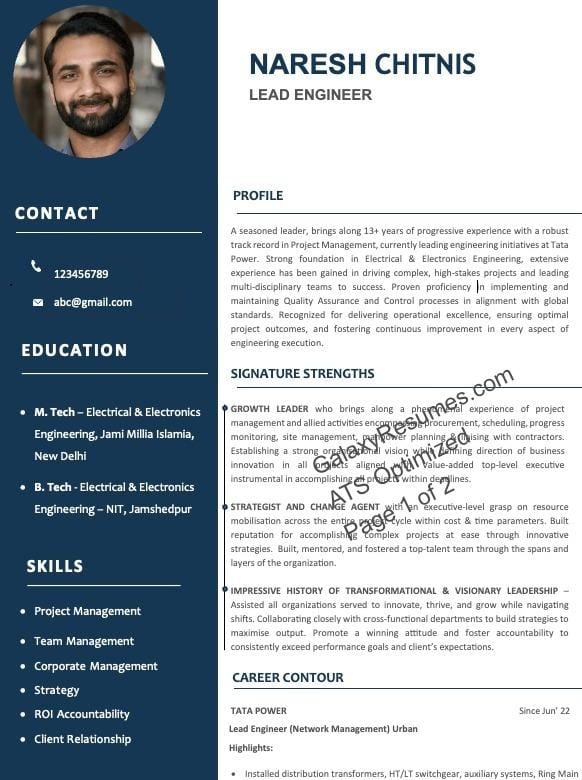 NARESH CHITNIS
LEAD ENGINEER
CONTACT
123456789
abc@gmail.com
EDUCATION
• M. Tech – Electrical & Electronics
Engineering, Jami Millia Islamia,
New Delhi
• B. Tech - Electrical & Electronics
Engineering – NIT, Jamshedpur
SKILLS
• Project Management
• Team Management
• Corporate Management
• Strategy
• ROI Accountability
• Client Relationship
PROFILE
A seasoned leader, brings along 13+ years of progressive experience with a robust
track record in Project Management, currently leading engineering initiatives at Tata
Power. Strong foundation in Electrical & Electronics Engineering, extensive
experience has been gained in driving complex, high-stakes projects and leading
multi-disciplinary teams to success. Proven proficiency in implementing and
maintaining Quality Assurance and Control processes in alignment with global
standards. Recognized for delivering operational excellence, ensuring optimal
project outcomes, and fostering continuous improvement in every aspect of
engineering execution.
SIGNATURE STRENGTHS
GROWTH LEADER who brings along a phenomenal experience of project
management and allied activities encompassing procurement, scheduling, progress
monitoring, site management, manpower planning & liaising with contractors.
Establishing a strong organizational vision while defining direction of business
innovation in all projects aligned with value-added top-level executive
instrumental in accomplishing all projects within deadlines.
STRATEGIST AND CHANGE AGENT with an executive-level grasp on resource
mobilisation across the entire project cycle within cost & time parameters. Built
reputation for accomplishing complex projects at ease through innovative
strategies. Built, mentored, and fostered a top-talent team through the spans and
layers of the organization.
IMPRESSIVE HISTORY OF TRANSFORMATIONAL & VISIONARY LEADERSHIP –
Assisted all organizations served to innovate, thrive, and grow while navigating
shifts. Collaborating closely with cross-functional departments to build strategies to
maximise output. Promote a winning attitude and foster accountability to
consistently exceed performance goals and client's expectations.
GalaxyResumes.com
ATS Optimized
Page 1 of 2
CAREER CONTOUR
TATA POWER Since Jun' 22
Lead Engineer (Network Management) Urban
Highlights:
• Installed distribution transformers, HT/LT switchgear, auxiliary systems, Ring Main